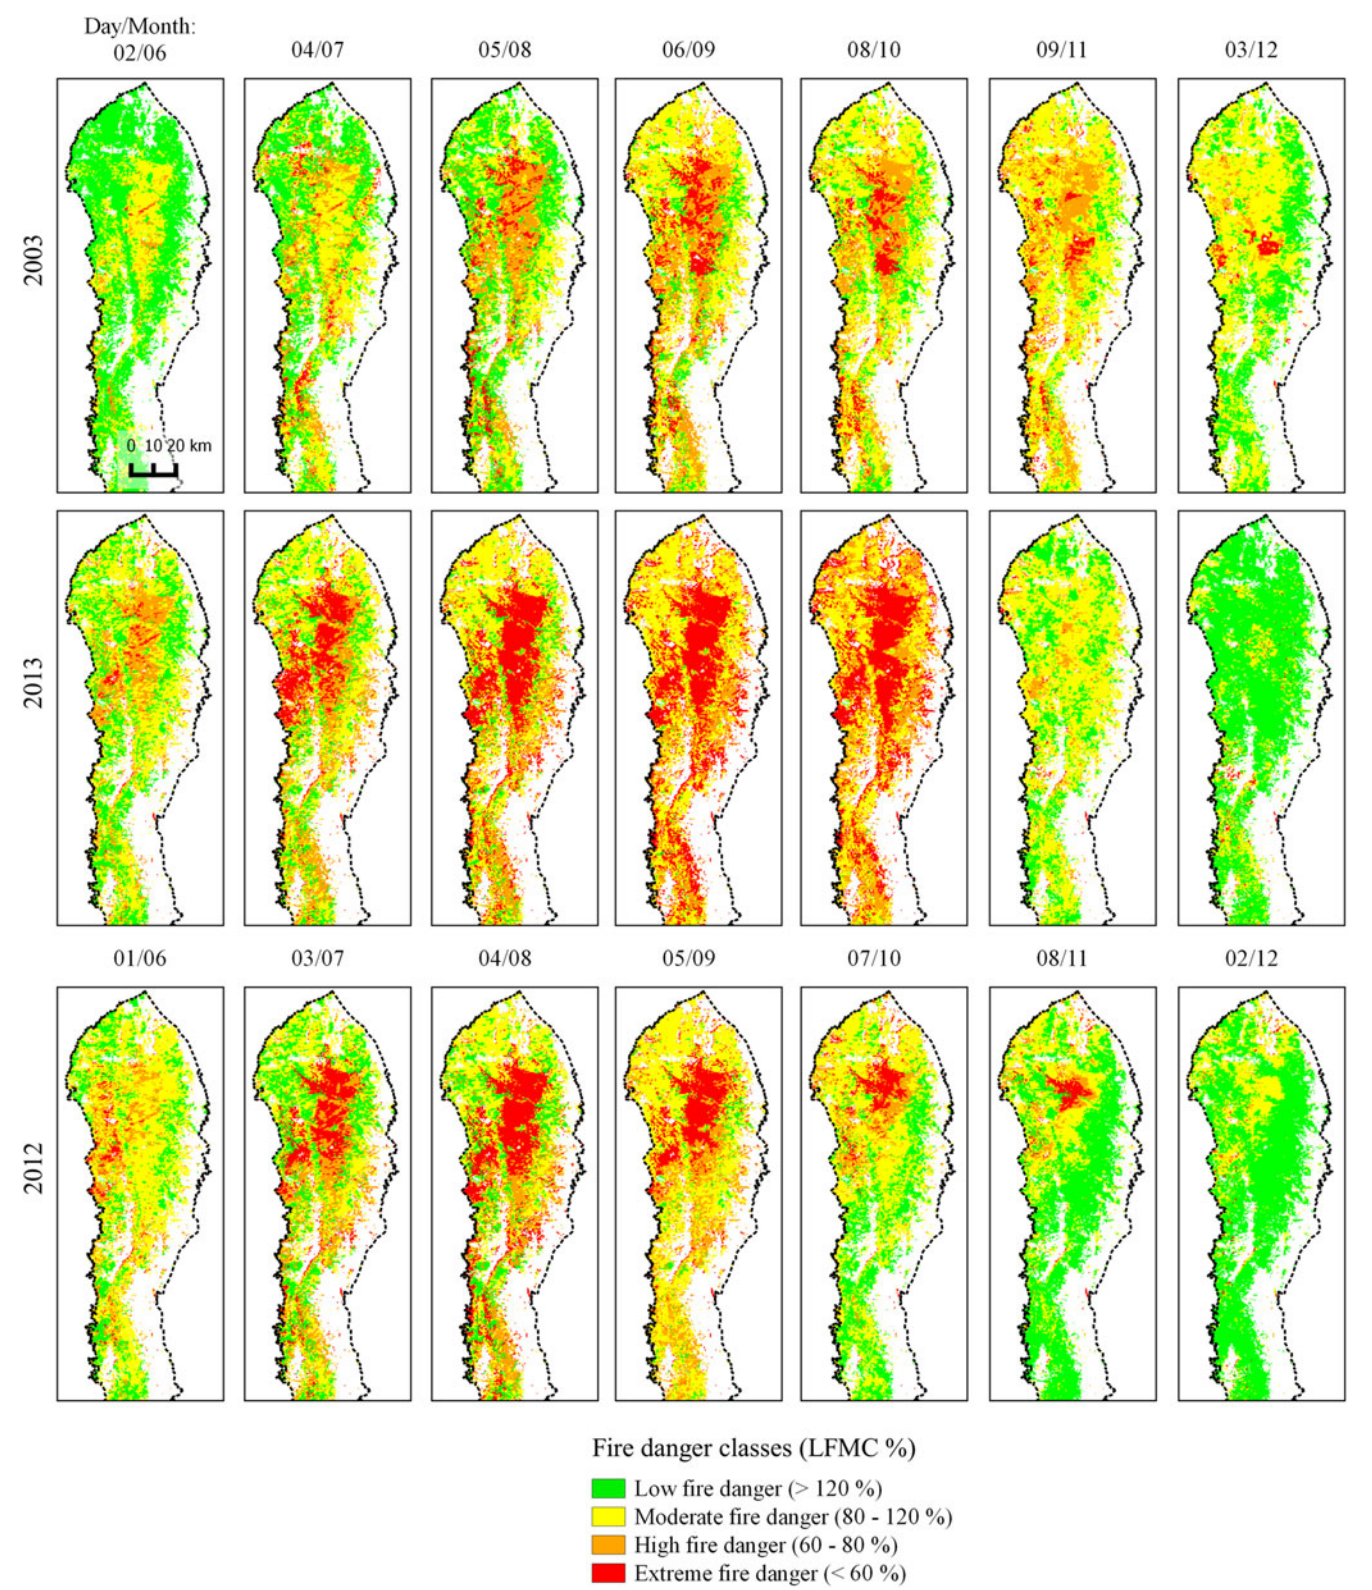 Day/Month:
02/06 04/07 05/08 06/09 08/10 09/11 03/12
2003
0 10 20 km
2013
01/06 03/07 04/08 05/09 07/10 08/11 02/12
2012
Fire danger classes (LFMC %)
Low fire danger (> 120 %)
Moderate fire danger (80 - 120 %)
High fire danger (60 - 80 %)
Extreme fire danger (< 60 %)